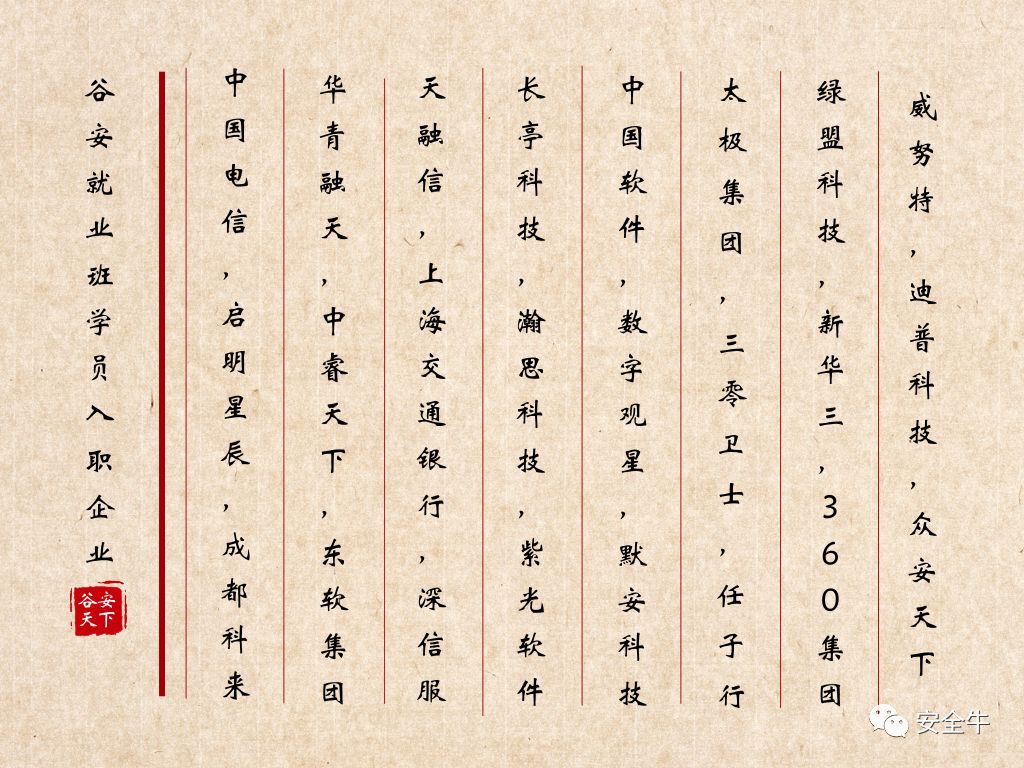 威努特，迪普科技，众安天下
绿盟科技，新华三，360集团
太极集团，三零卫士，任子行
中国软件，数字观星，默安科技
长亭科技，瀚思科技，紫光软件
天融信，上海交通银行，深信服
华青融天，中睿天下，东软集团
中国电信，启明星辰，成都科来
谷安就业班学员入职企业
谷安天下
安全牛